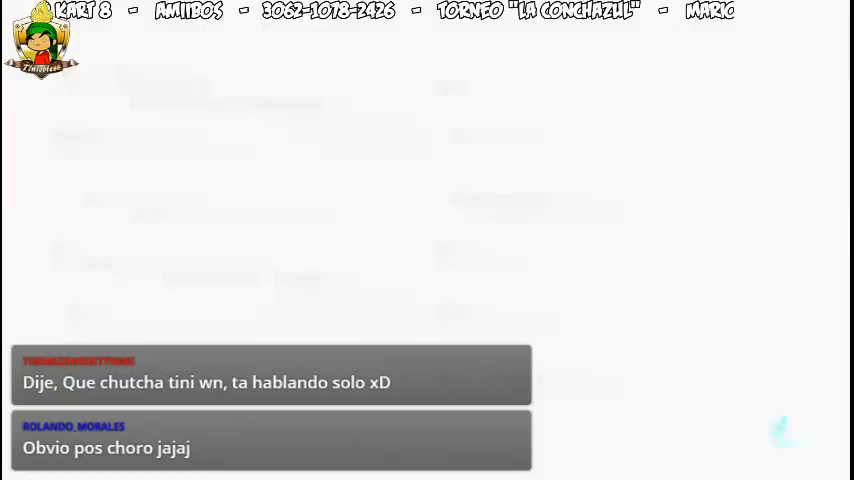 KART 8 - AMIIBOS - 3062-1078-2426 - TORNEO "LA CONCHAZUL" - MARIO
Dije, Que chutcha tini wn, ta hablando solo xD
ROLANDO_MORALES
Obvio pos choro jajaj